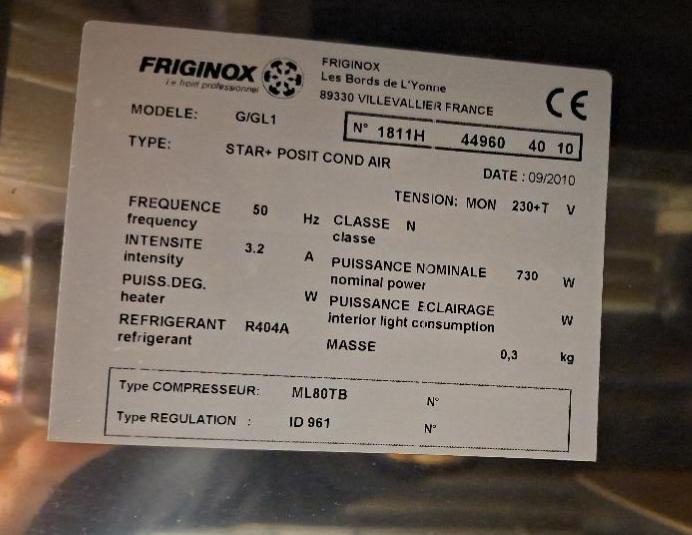 FRIGINOX
Le froid professionnel
FRIGINOX
Les Bords de L'Yonne
89330 VILLEVALLIER FRANCE
CE
MODELE: G/GL1
N° 1811H 44960 40 10
TYPE: STAR+ POSIT COND AIR
DATE : 09/2010
TENSION: MON 230+T V
FREQUENCE 50 Hz
frequency
CLASSE N
classe
INTENSITE 3.2 A
intensity
PUISSANCE NOMINALE 730 W
nominal power
PUISS.DEG. W
heater
PUISSANCE ECLAIRAGE W
interior light consumption
REFRIGERANT R404A
refrigerant
MASSE 0,3 kg
Type COMPRESSEUR: ML80TB N°
Type REGULATION : ID 961 N°